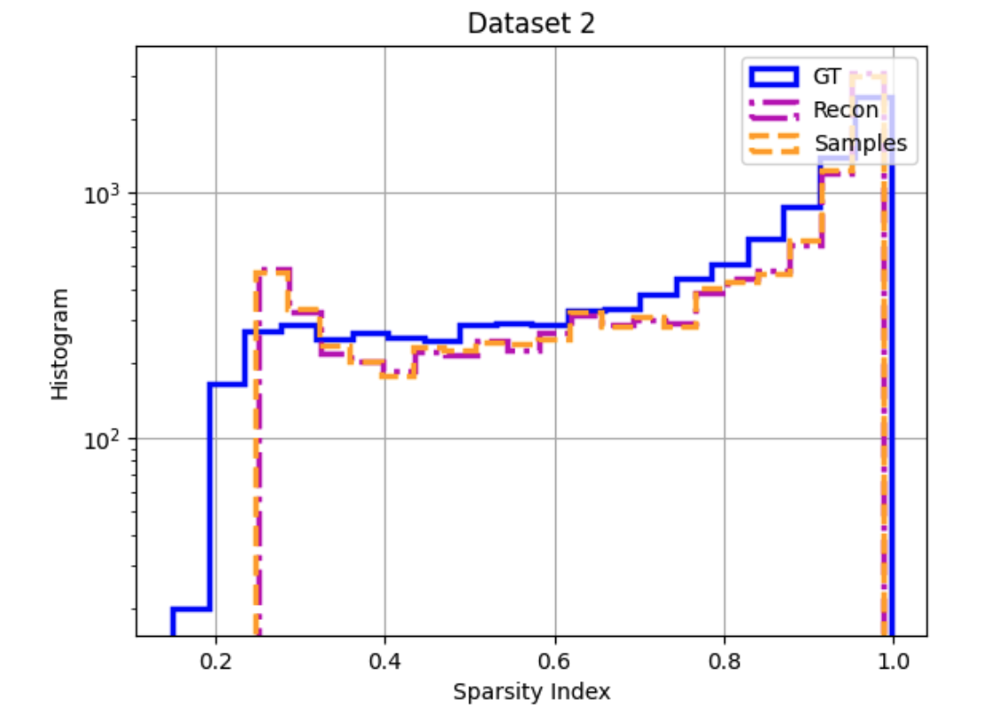 Dataset 2
GT
Recon
Samples
10³
10²
Histogram
0.2 0.4 0.6 0.8 1.0
Sparsity Index